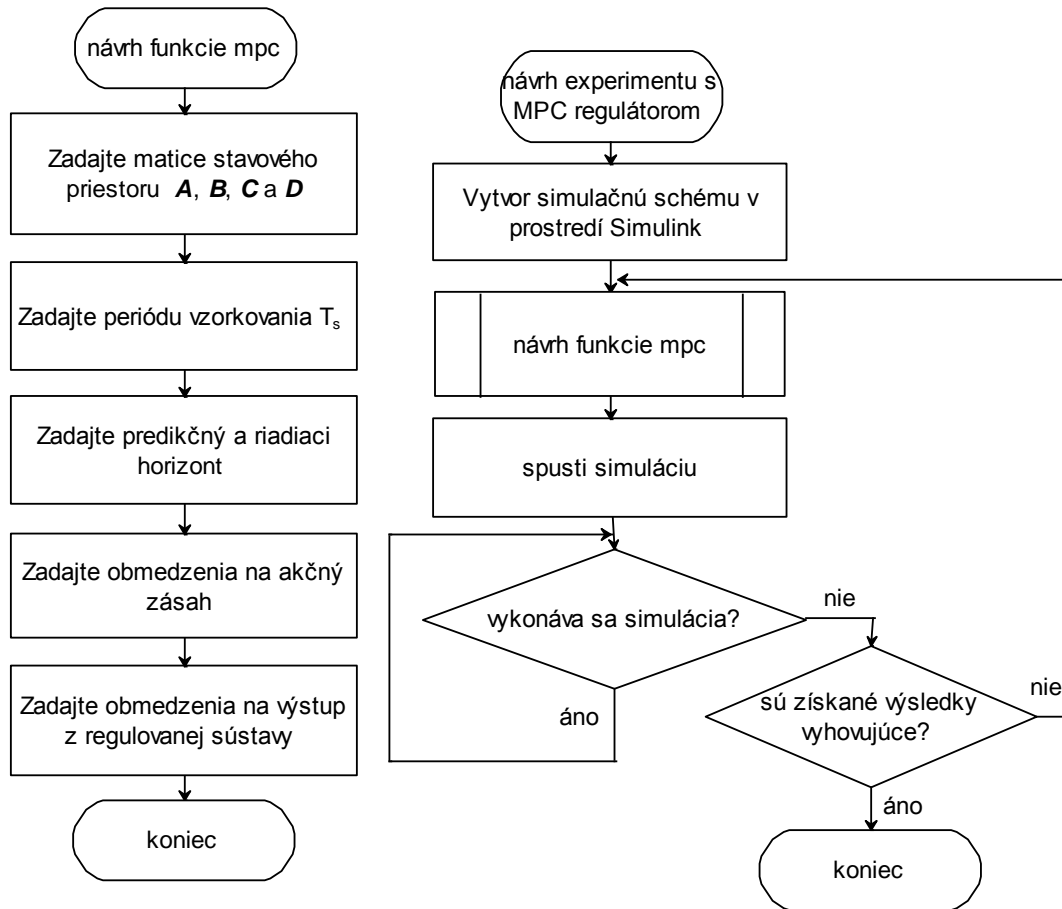 návrh funkcie mpc
Zadajte matice stavového
priestoru A, B, C a D
Zadajte periódu vzorkovania Ts
Zadajte predikčný a riadiaci
horizont
Zadajte obmedzenia na akčný
zásah
Zadajte obmedzenia na výstup
z regulovanej sústavy
koniec
návrh experimentu s
MPC regulátorom
Vytvor simulačnú schému v
prostredí Simulink
návrh funkcie mpc
spusti simuláciu
vykonáva sa simulácia?
nie
áno
sú získané výsledky
vyhovujúce?
nie
áno
koniec